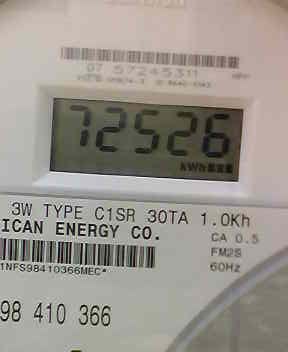 07 57245311
72526
kWh
3W TYPE C1SR 30TA 1.0Kh
ICAN ENERGY CO.
CA 0.5
FM2S
60Hz
1NFS98410366MEC*
98 410 366